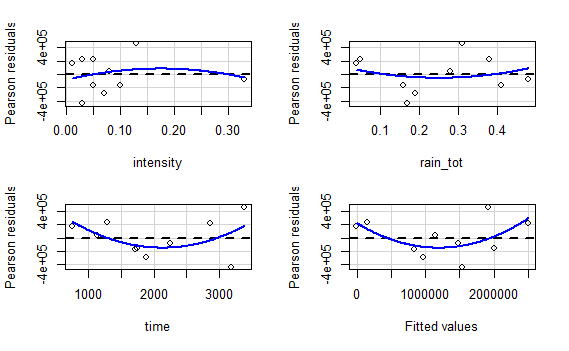 Pearson residuals
-4e+05 4e+05
0.00 0.10 0.20 0.30
intensity
Pearson residuals
-4e+05 4e+05
0.1 0.2 0.3 0.4
rain_tot
Pearson residuals
-4e+05 4e+05
1000 2000 3000
time
Pearson residuals
-4e+05 4e+05
0 1000000 2000000
Fitted values